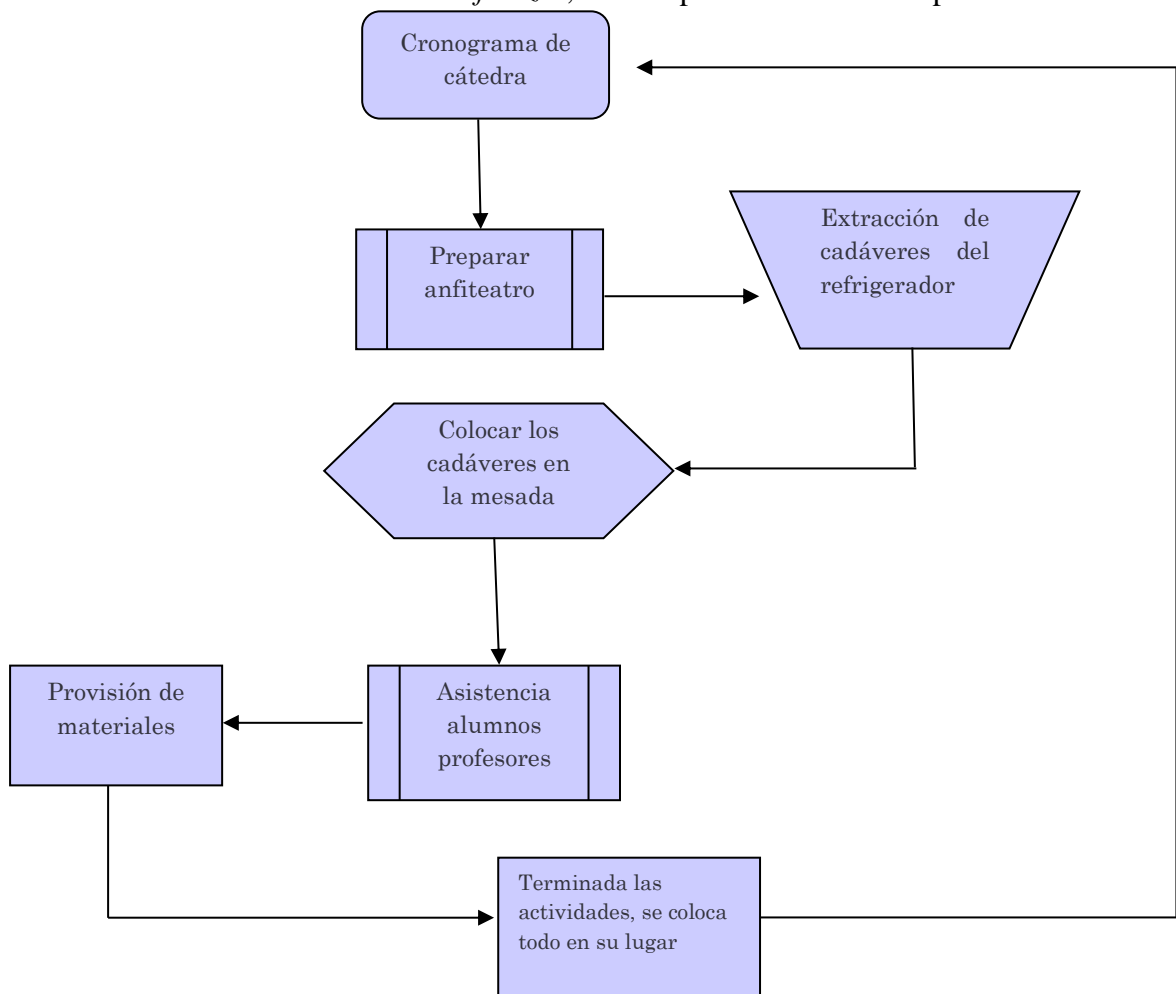 Cronograma de
cátedra
Preparar
anfiteatro
Extracción de
cadáveres del
refrigerador
Colocar los
cadáveres en
la mesada
Asistencia
alumnos
profesores
Provisión de
materiales
Terminada las
actividades, se coloca
todo en su lugar